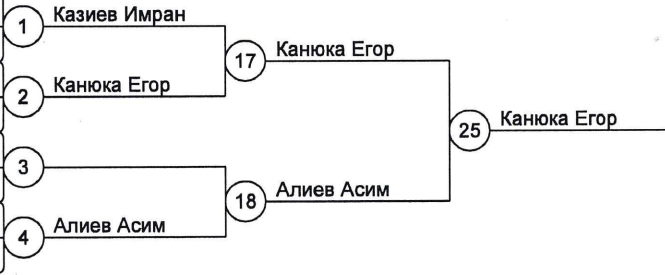 1 Казиев Имран
17 Канюка Егор
2 Канюка Егор
25 Канюка Егор
3
18 Алиев Асим
4 Алиев Асим